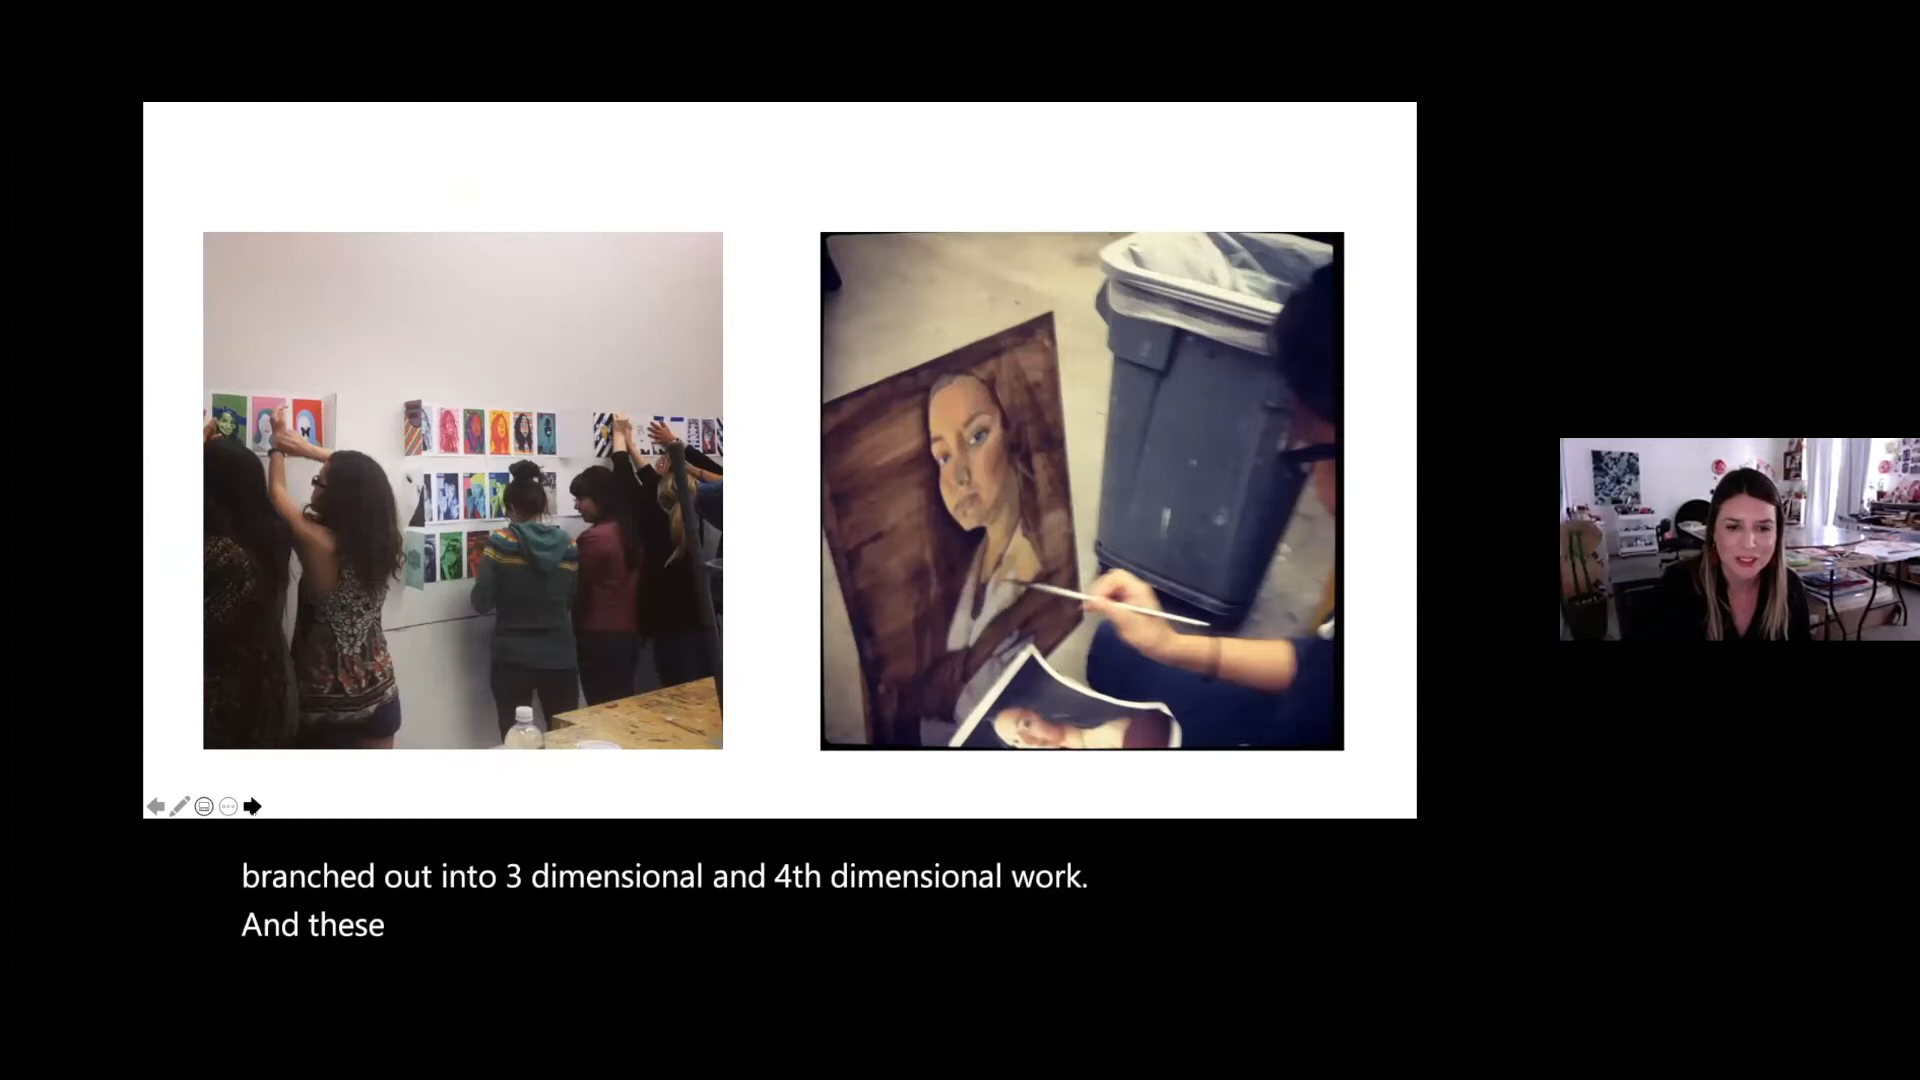 branched out into 3 dimensional and 4th dimensional work.
And these